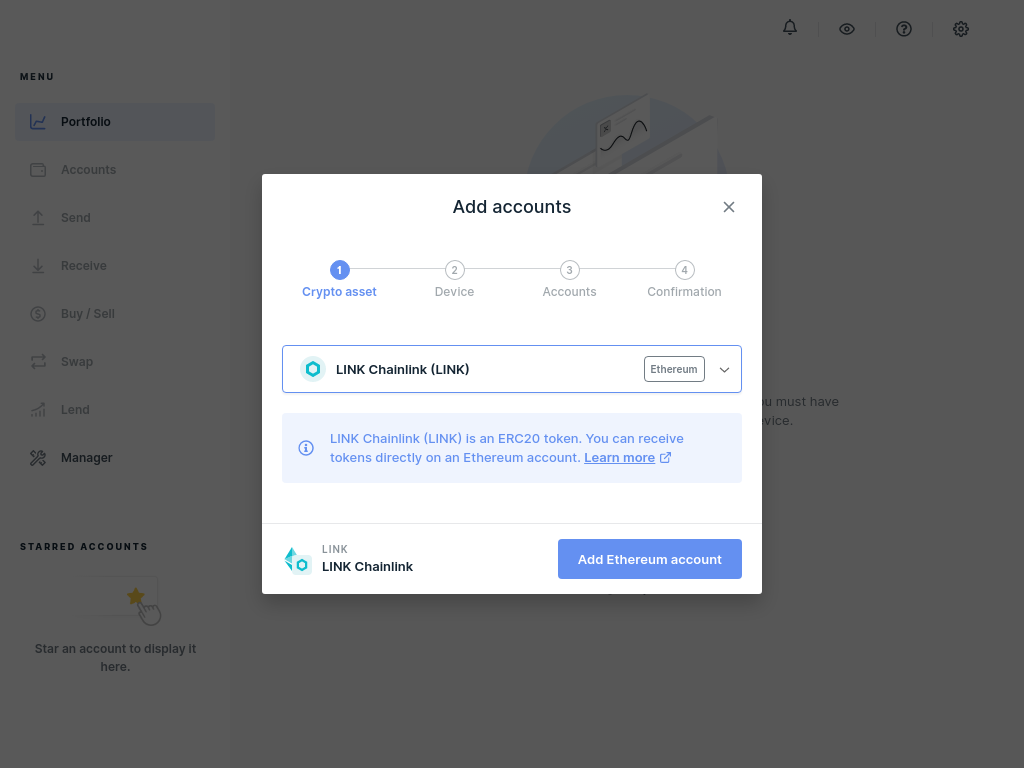 MENU
Portfolio
Accounts
Send
Receive
Buy / Sell
Swap
Lend
Manager
STARRED ACCOUNTS
Star an account to display it
here.
must have
Add accounts
1
2
3
4
Crypto asset
Device
Accounts
Confirmation
LINK Chainlink (LINK)
Ethereum
LINK Chainlink (LINK) is an ERC20 token. You can receive
tokens directly on an Ethereum account. Learn more
LINK
LINK Chainlink
Add Ethereum account